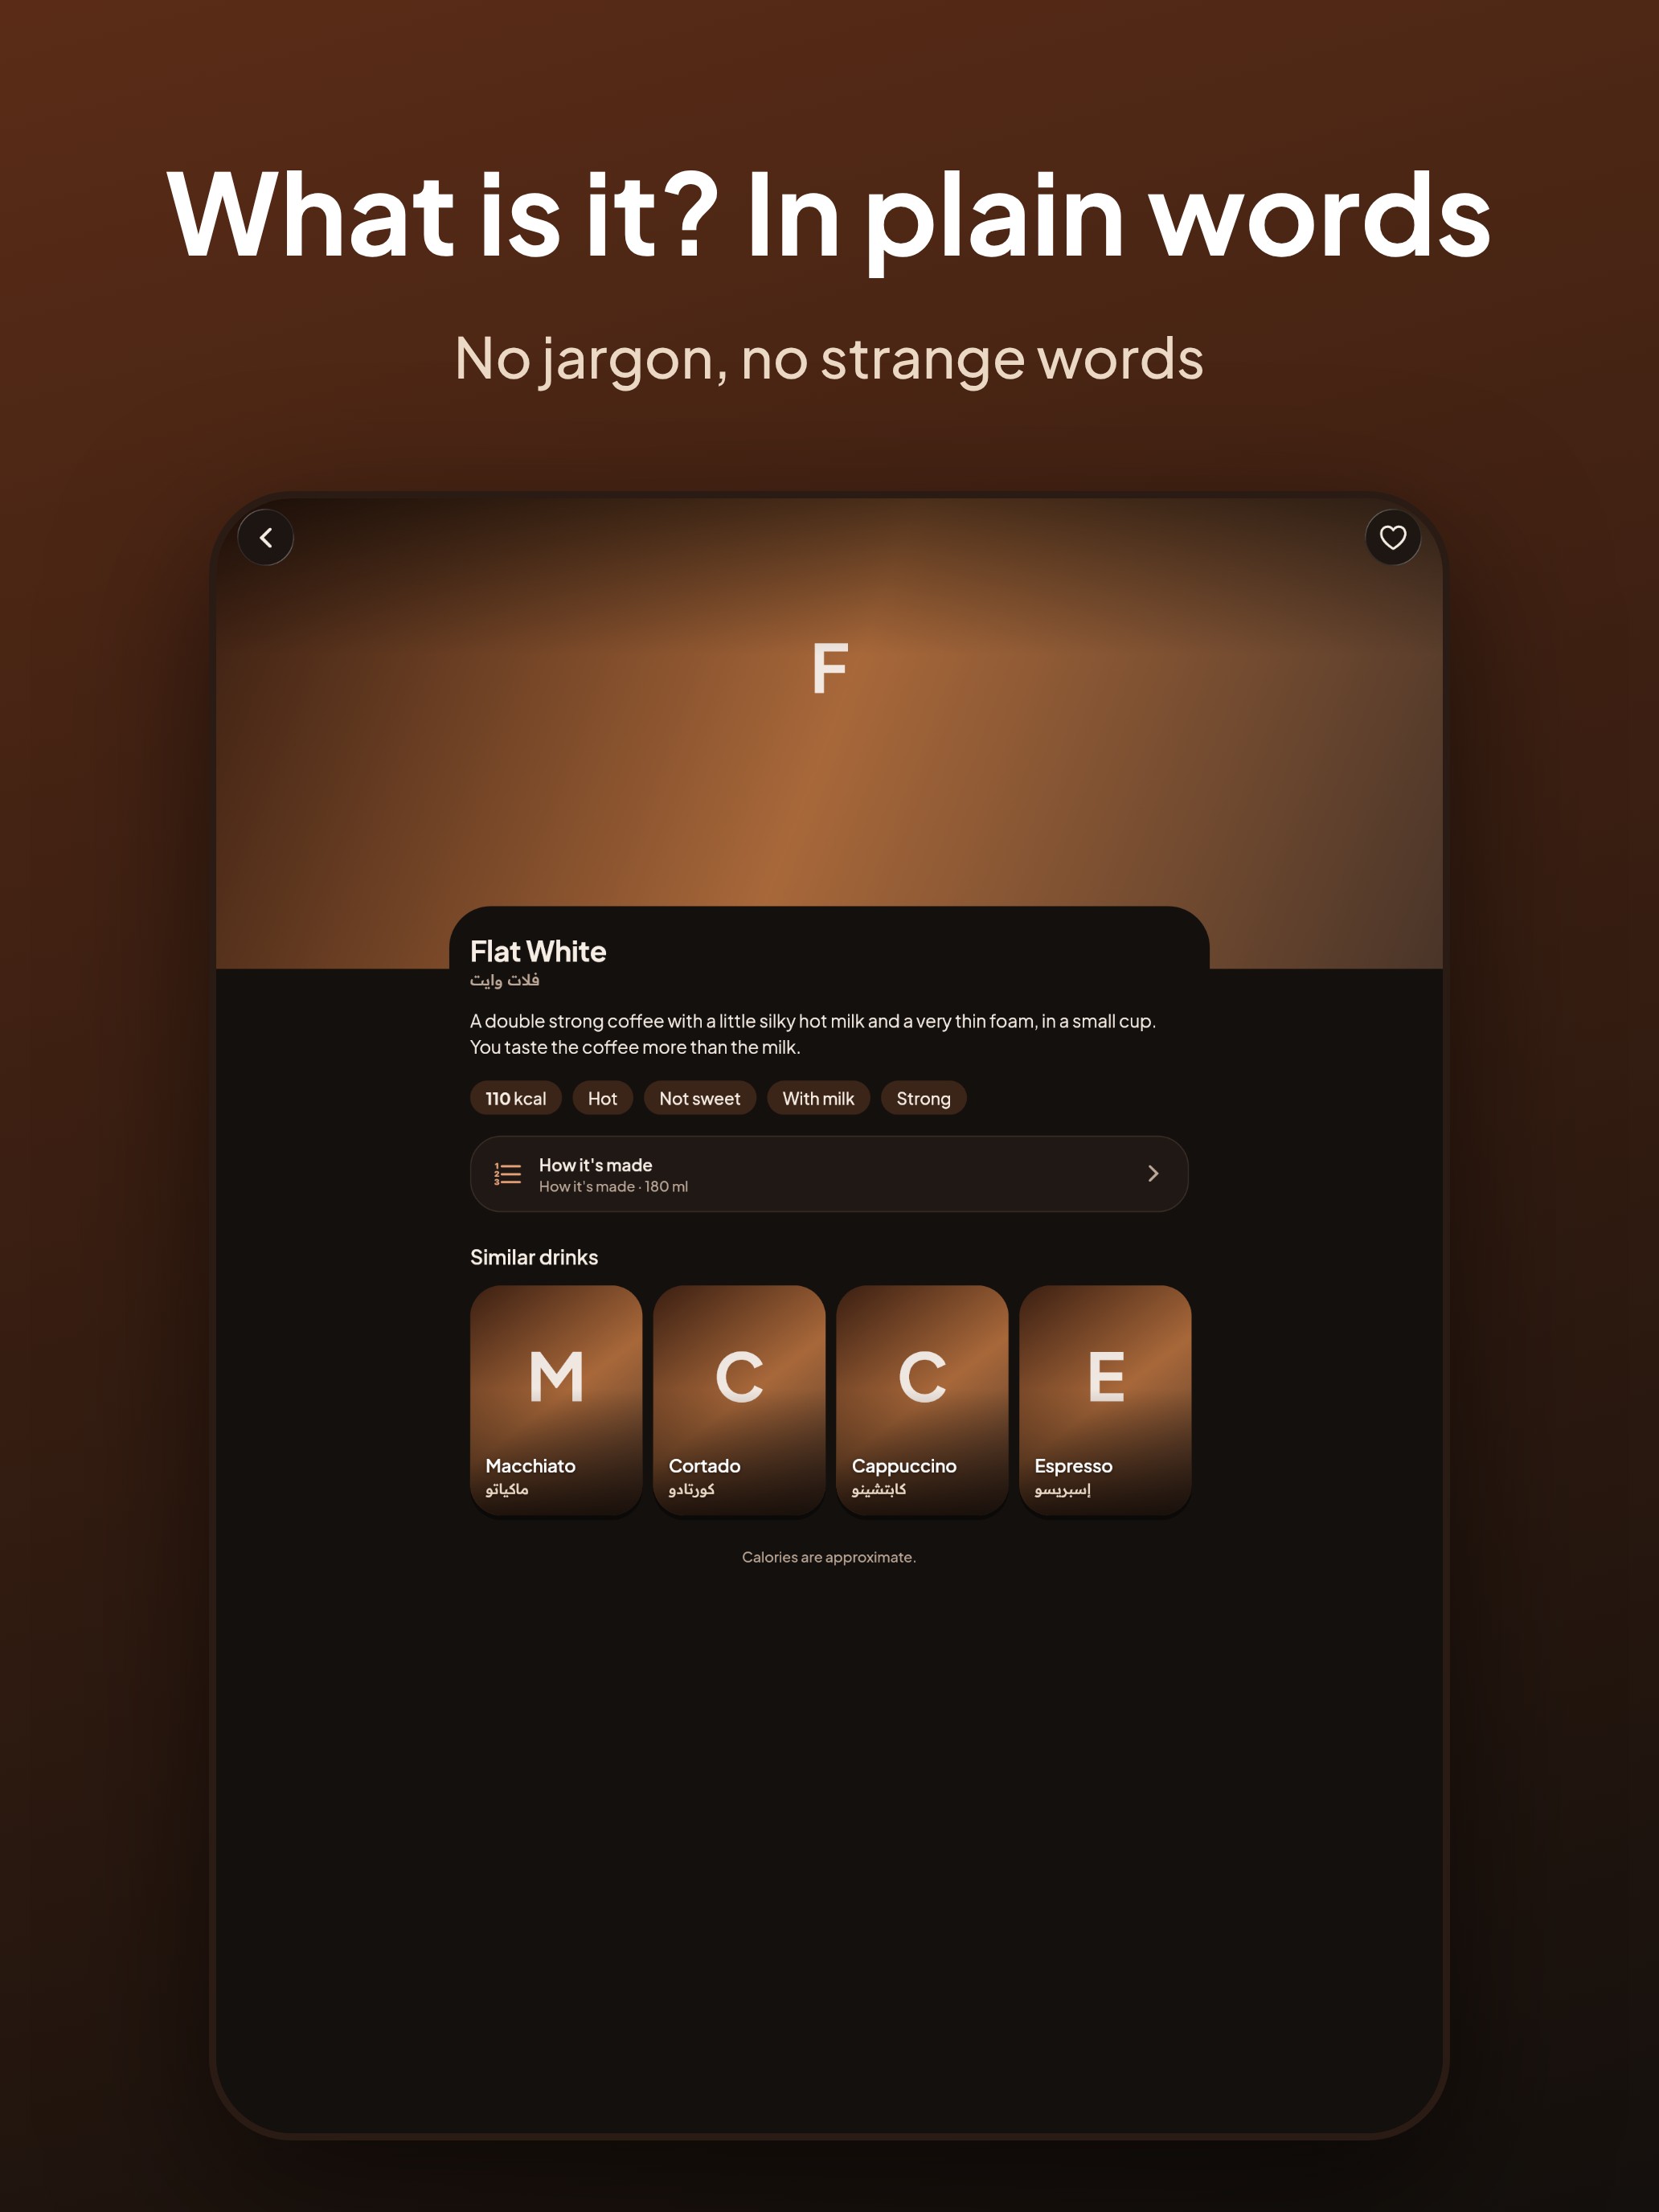 What is it? In plain words
No jargon, no strange words
F
Flat White
فلات وايت
A double strong coffee with a little silky hot milk and a very thin foam, in a small cup.
You taste the coffee more than the milk.
110 kcal
Hot
Not sweet
With milk
Strong
1
2
3
How it's made
How it's made · 180 ml
Similar drinks
M
Macchiato
ماكياتو
C
Cortado
كورتادو
C
Cappuccino
كابتشينو
E
Espresso
إسبريسو
Calories are approximate.